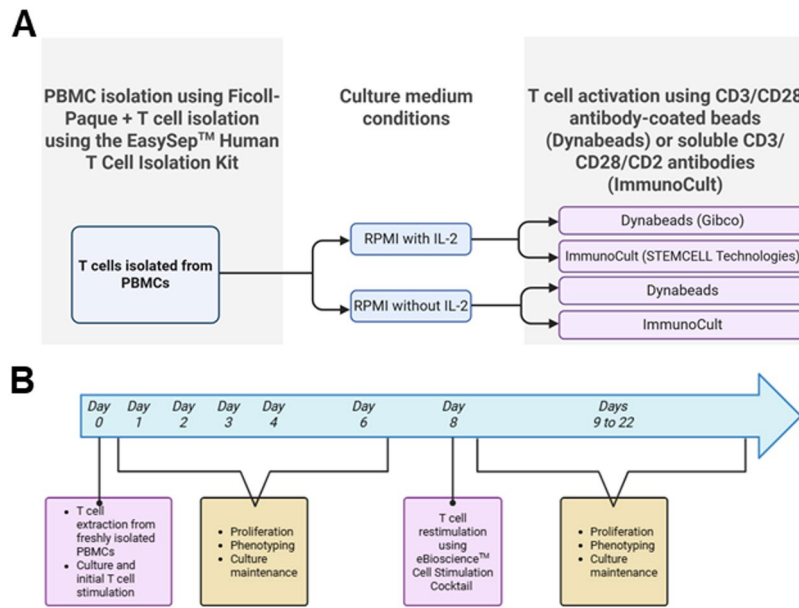 A
PBMC isolation using Ficoll-
Paque + T cell isolation
using the EasySep™ Human
T Cell Isolation Kit
Culture medium
conditions
T cell activation using CD3/CD28
antibody-coated beads
(Dynabeads) or soluble CD3/
CD28/CD2 antibodies
(ImmunoCult)
T cells isolated from
PBMCs
RPMI with IL-2
RPMI without IL-2
Dynabeads (Gibco)
ImmunoCult (STEMCELL Technologies)
Dynabeads
ImmunoCult
B
Day
0
Day
1
Day
2
Day
3
Day
4
Day
6
Day
8
Days
9 to 22
• T cell
extraction from
freshly isolated
PBMCs
• Culture and
initial T cell
stimulation
• Proliferation
• Phenotyping
• Culture
maintenance
T cell
restimulation
using
eBioscience™
Cell Stimulation
Cocktail
• Proliferation
• Phenotyping
• Culture
maintenance